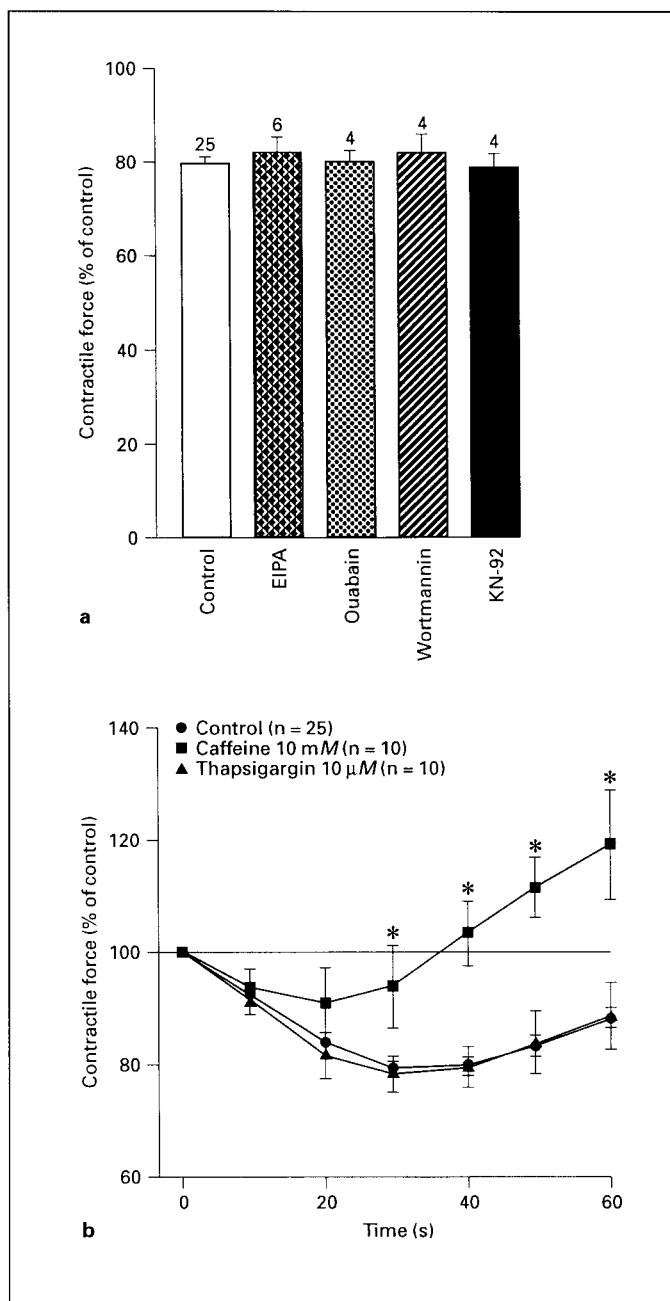 100
80
60
40
20
0
Contractile force (% of control)
25
6
4
4
4
Control
EIPA
Ouabain
Wortmannin
KN-92
a
140
120
100
80
60
Contractile force (% of control)
● Control (n = 25)
■ Caffeine 10 mM (n = 10)
▲ Thapsigargin 10 μM (n = 10)
*
*
*
*
0
20
40
60
Time (s)
b